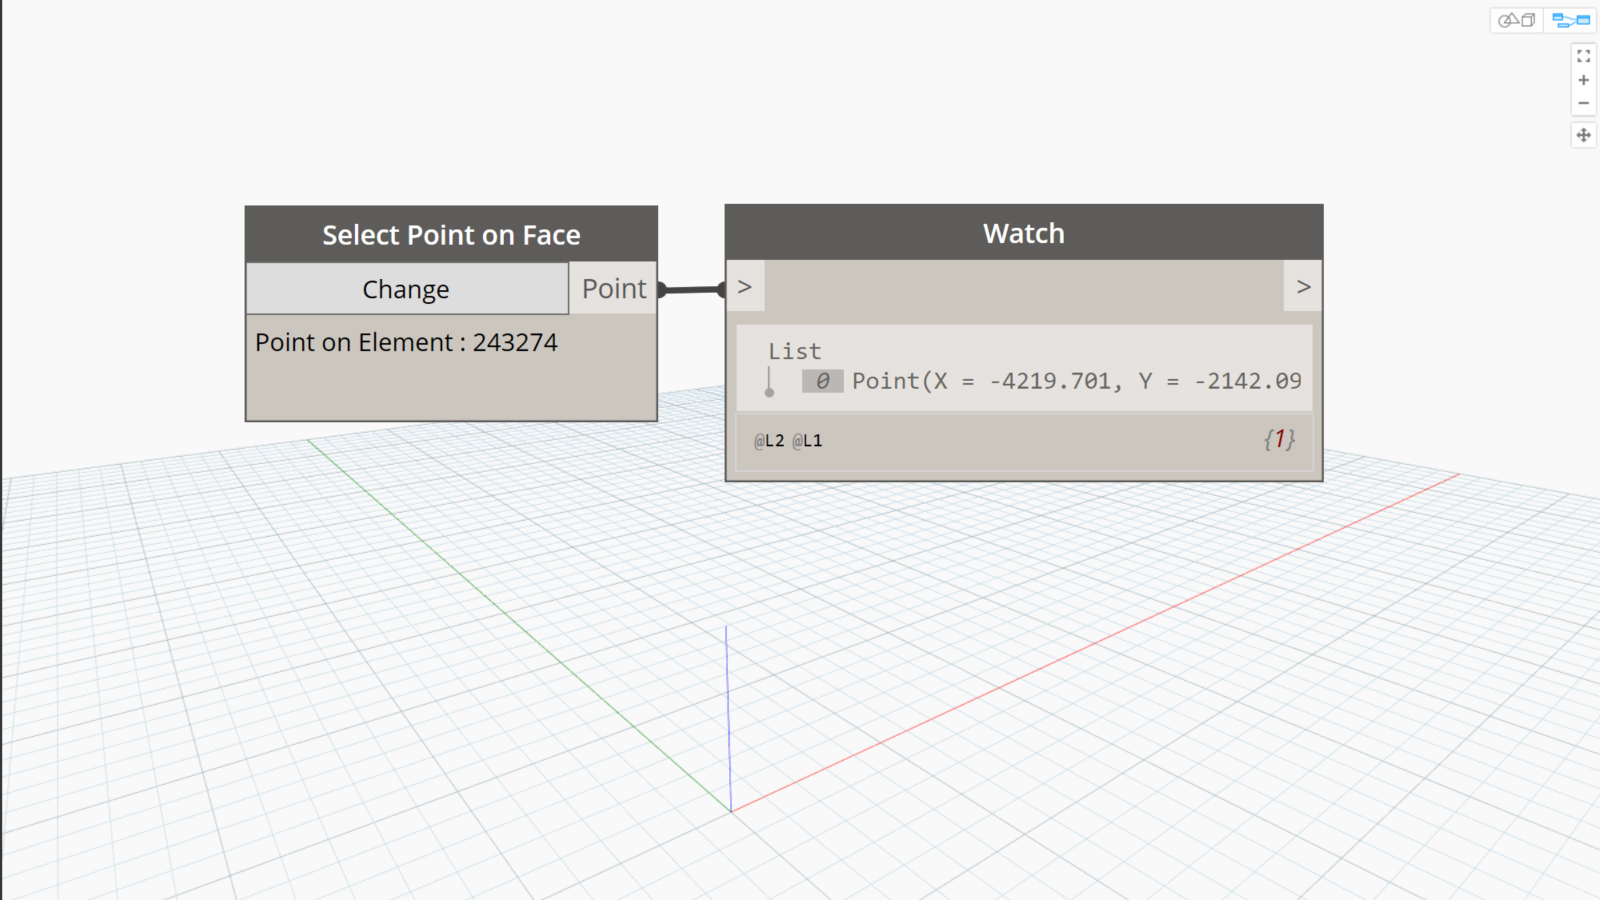 Select Point on Face
Change
Point
Point on Element : 243274
Watch
>
>
List
0 Point(X = -4219.701, Y = -2142.09
@L2 @L1
{1}